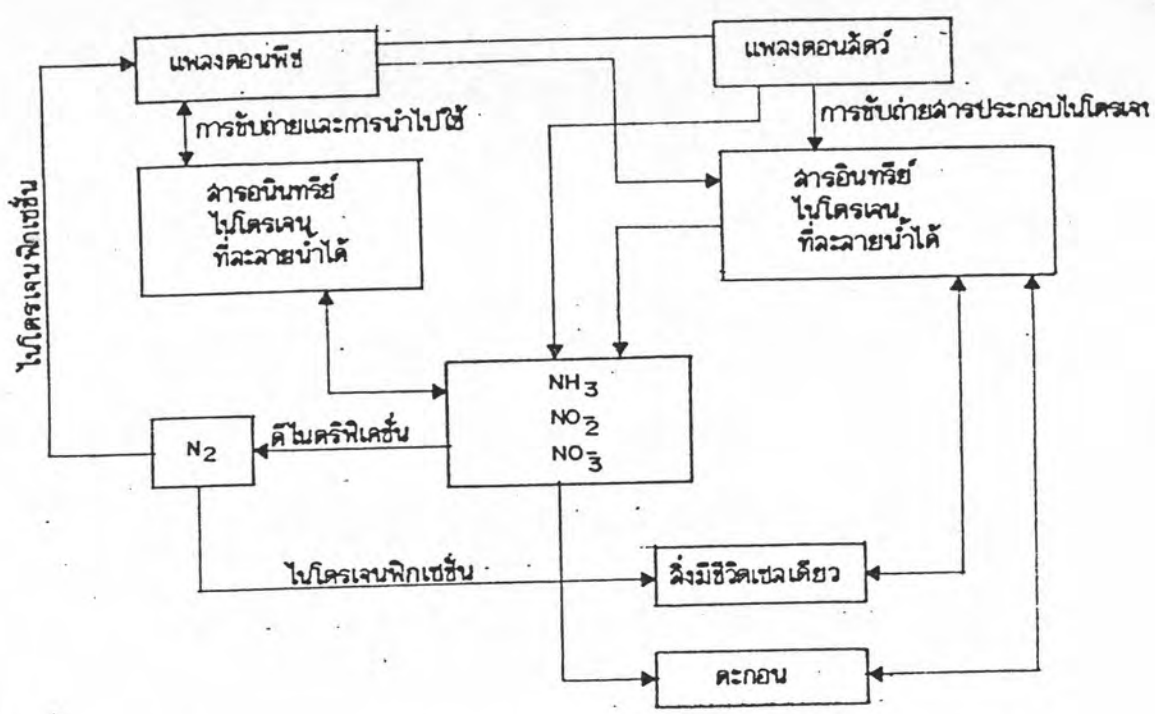 แพลงตอนพืช
แพลงตอนสัตว์
การขับถ่ายและการนำไปใช้
การขับถ่ายสารประกอบไนโตรเจน
สารอนินทรีย์
ไนโตรเจน
ที่ละลายน้ำได้
สารอินทรีย์
ไนโตรเจน
ที่ละลายน้ำได้
ไนโตรเจนฟิกเซชั่น
NH3
NO2-
NO3-
ดีไนตริฟิเคชั่น
N2
ไนโตรเจนฟิกเซชั่น
สิ่งมีชีวิตเซลเดียว
ตะกอน